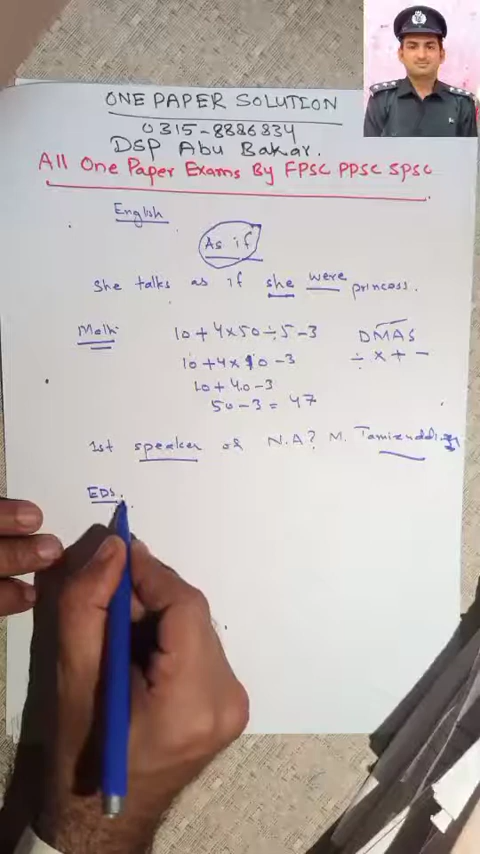 ONE PAPER SOLUTION
0315-8886834
DSP Abu Bakar.
All One Paper Exams By FPSC PPSC SPSC
English
As if
She talks as if she were princess.
Math 10+4×50÷5-3 DMAS
10+4×10-3 ÷ × + -
10+40-3
50-3=47
1st speaker of N.A? M. Tamizuddin
EDs.